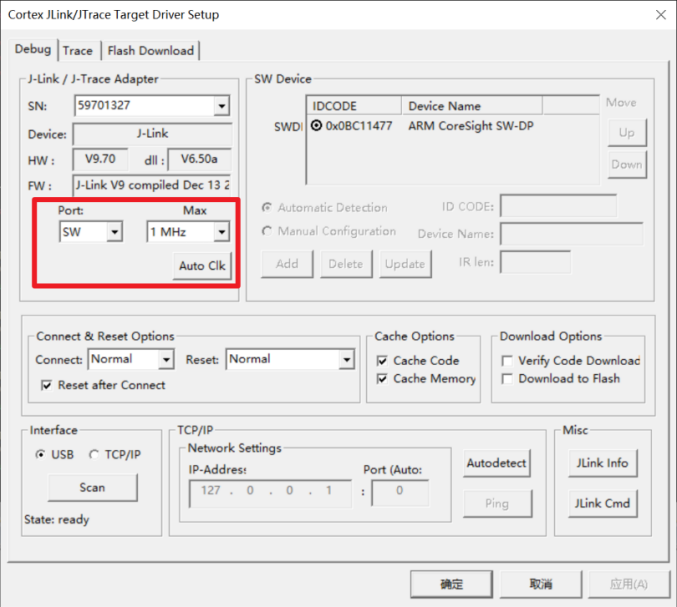 Cortex JLink/JTrace Target Driver Setup
Debug Trace Flash Download
J-Link / J-Trace Adapter
SN: 59701327
Device: J-Link
HW : V9.70 dll : V6.50a
FW : J-Link V9 compiled Dec 13 2
Port: Max
SW 1 MHz
Auto Clk
SW Device
IDCODE Device Name
SWDI 0x0BC11477 ARM CoreSight SW-DP
Move
Up
Down
Automatic Detection ID CODE:
Manual Configuration Device Name:
Add Delete Update IR len:
Connect & Reset Options
Connect: Normal Reset: Normal
Reset after Connect
Cache Options
Cache Code
Cache Memory
Download Options
Verify Code Download
Download to Flash
Interface
USB TCP/IP
Scan
State: ready
TCP/IP
Network Settings
IP-Addres: Port (Auto:
127 . 0 . 0 . 1 : 0
Autodetect
Ping
Misc
JLink Info
JLink Cmd
确定 取消 应用(A)